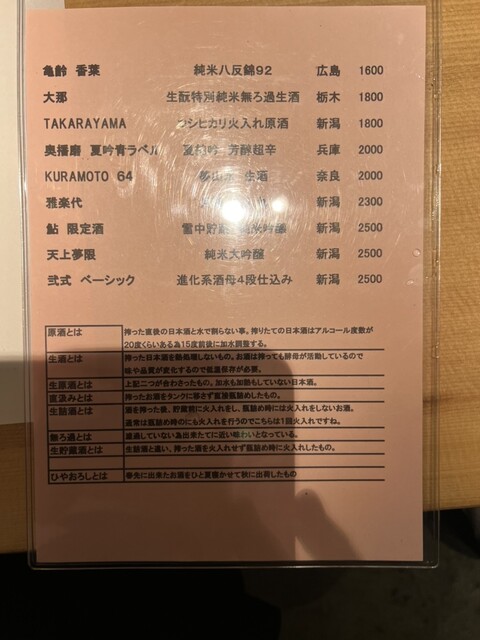 亀齢 香葉 純米八反錦92 広島 1600
大那 生酛特別純米無ろ過生酒 栃木 1800
TAKARAYAMA コシヒカリ火入れ原酒 新潟 1800
奥播磨 夏吟青ラベル 夏純吟 芳醇超辛 兵庫 2000
KURAMOTO 64 生酒 奈良 2000
雅楽代 新潟 2300
鮎 限定酒 雪中貯蔵 純米吟醸 新潟 2500
天上夢限 純米大吟醸 新潟 2500
弐式 ベーシック 進化系酒母4段仕込み 新潟 2500
原酒とは 搾った直後の日本酒と水で割らない事。搾りたての日本酒はアルコール度数が
20度くらいある為15度前後に加水調整する。
生酒とは 搾った日本酒を熱処理しないもの。お酒は搾っても酵母が活動しているので
味や品質が変化するので低温保存が必要。
生原酒とは 上記二つが合わさったもの。加水も加熱もしていない日本酒。
直汲みとは 搾ったお酒をタンクに移さず直接瓶詰めしたもの。
生詰酒とは 酒を搾った後、貯蔵前に火入れをし、瓶詰め時には火入れをしないお酒。
通常は瓶詰め時のにも火入れを行うのでこちらは1回火入れですね。
無ろ過とは 濾過していない為出来たてに近い味わいとなっている。
生貯蔵酒とは 生詰酒と違い、搾った酒を火入れせず瓶詰め時に火入れしたもの。
ひやおろしとは 春先に出来たお酒をひと夏寝かせて秋に出荷したもの